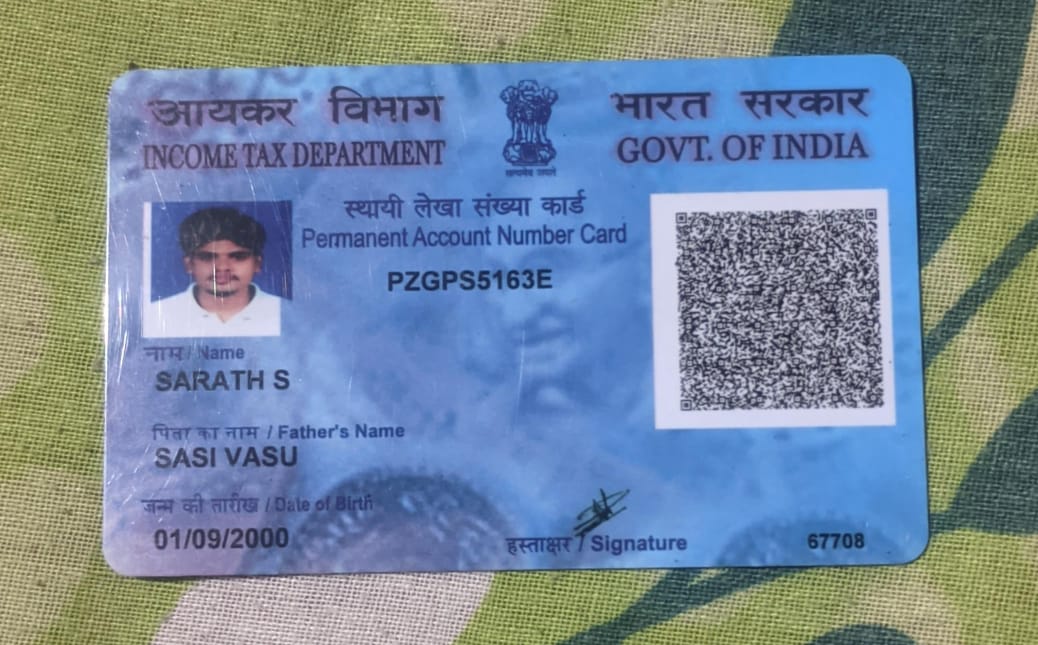 आयकर विभाग
INCOME TAX DEPARTMENT
सत्यमेव जयते
भारत सरकार
GOVT. OF INDIA
स्थायी लेखा संख्या कार्ड
Permanent Account Number Card
PZGPS5163E
नाम / Name
SARATH S
पिता का नाम / Father's Name
SASI VASU
जन्म की तारीख / Date of Birth
01/09/2000
हस्ताक्षर / Signature
67708